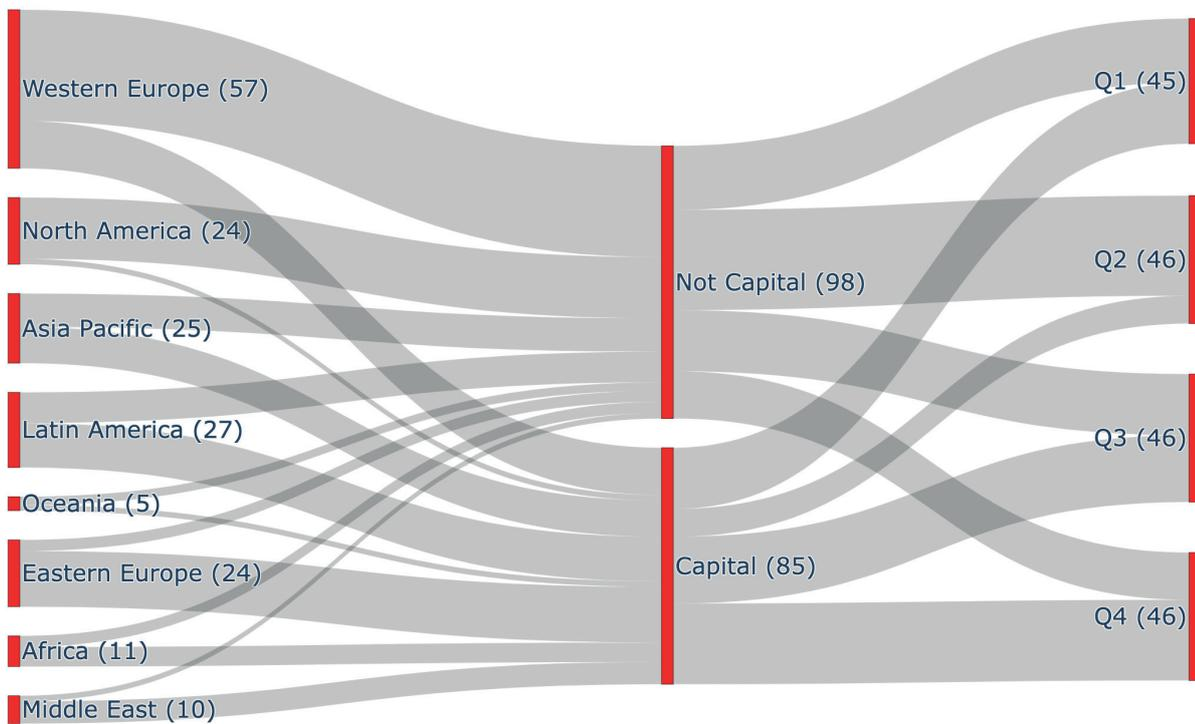 Western Europe (57)
North America (24)
Asia Pacific (25)
Latin America (27)
Oceania (5)
Eastern Europe (24)
Africa (11)
Middle East (10)
Not Capital (98)
Capital (85)
Q1 (45)
Q2 (46)
Q3 (46)
Q4 (46)